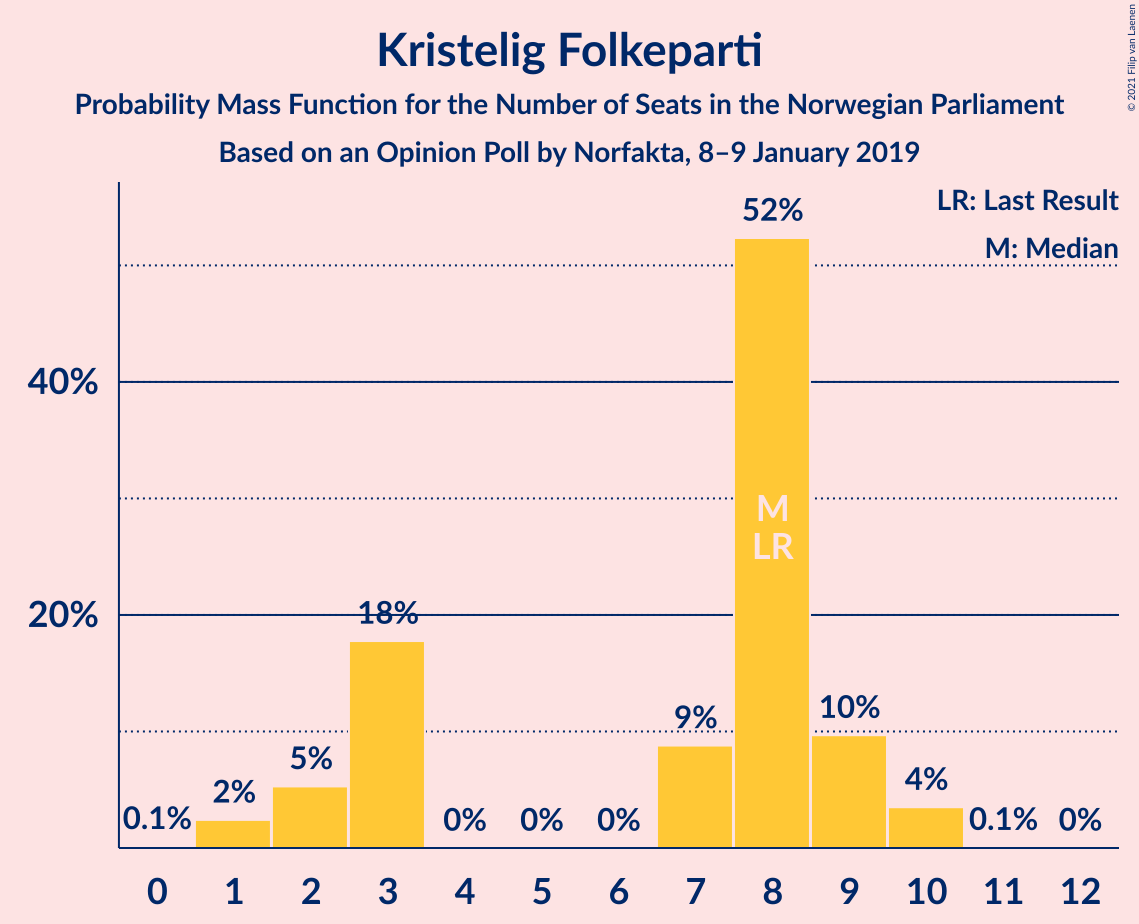 © 2021 Filip van Laenen
Kristelig Folkeparti
Probability Mass Function for the Number of Seats in the Norwegian Parliament
Based on an Opinion Poll by Norfakta, 8–9 January 2019
LR: Last Result
M: Median
52%
40%
M
LR
20%
18%
9%
10%
5%
2%
4%
0.1%
0%
0%
0%
0.1%
0%
0 1 2 3 4 5 6 7 8 9 10 11 12